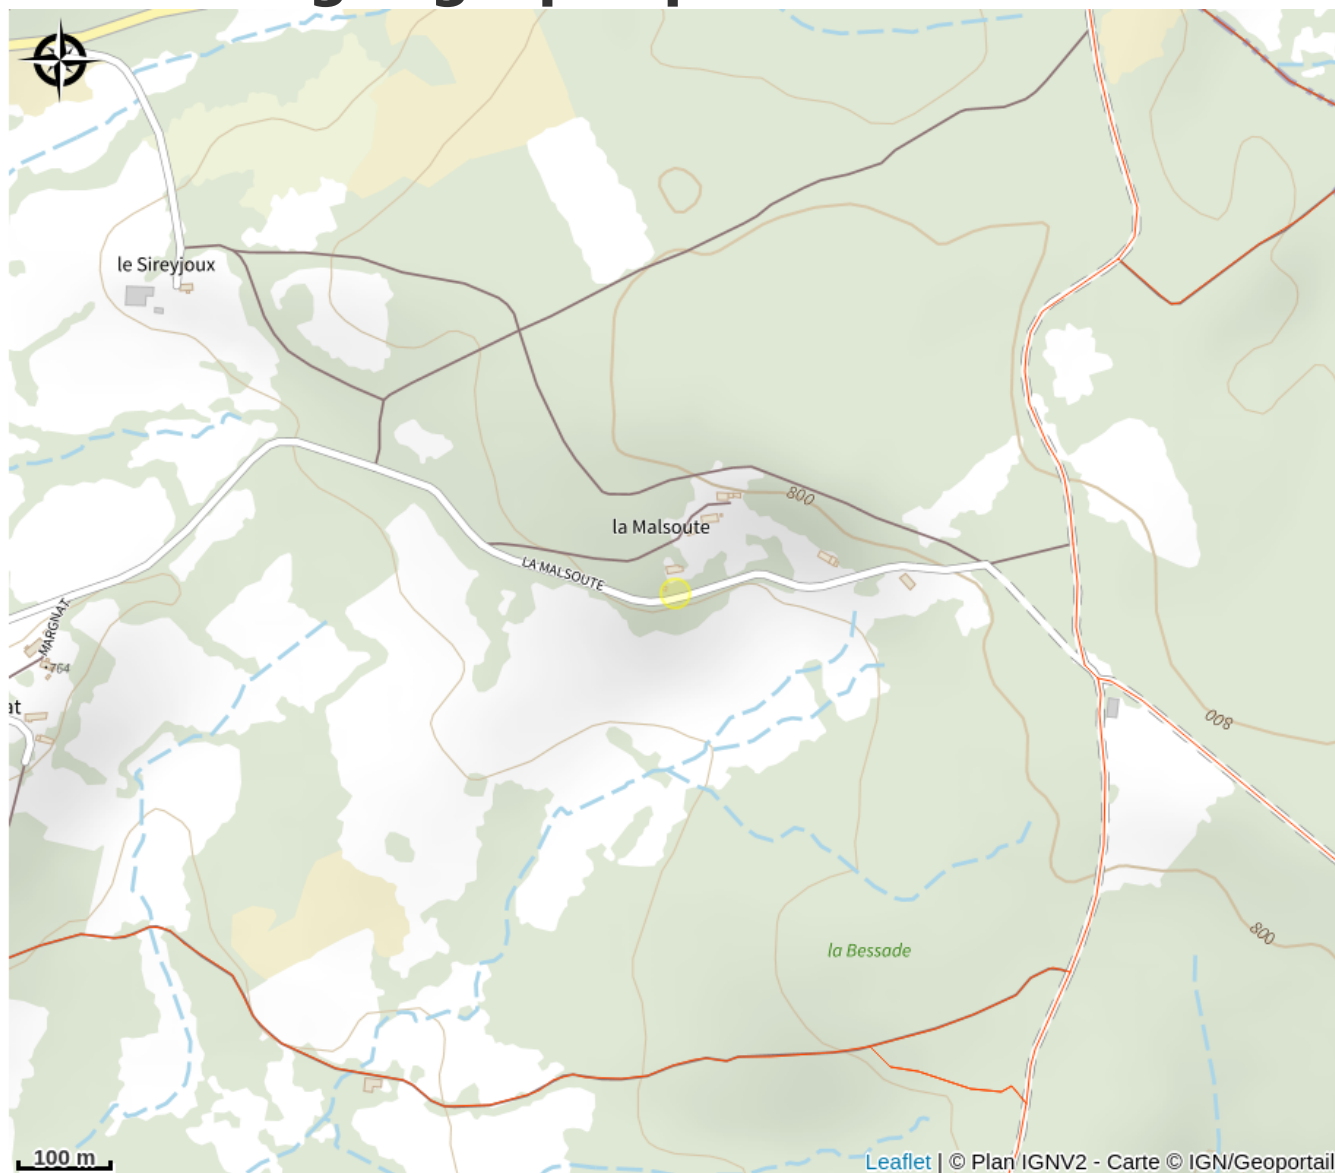 le Sireyjoux
800
la Malsoute
LA MALSOUTE
MARGNAT
764
at
800
800
la Bessade
100 m
Leaflet | © Plan IGNV2 - Carte © IGN/Geoportail